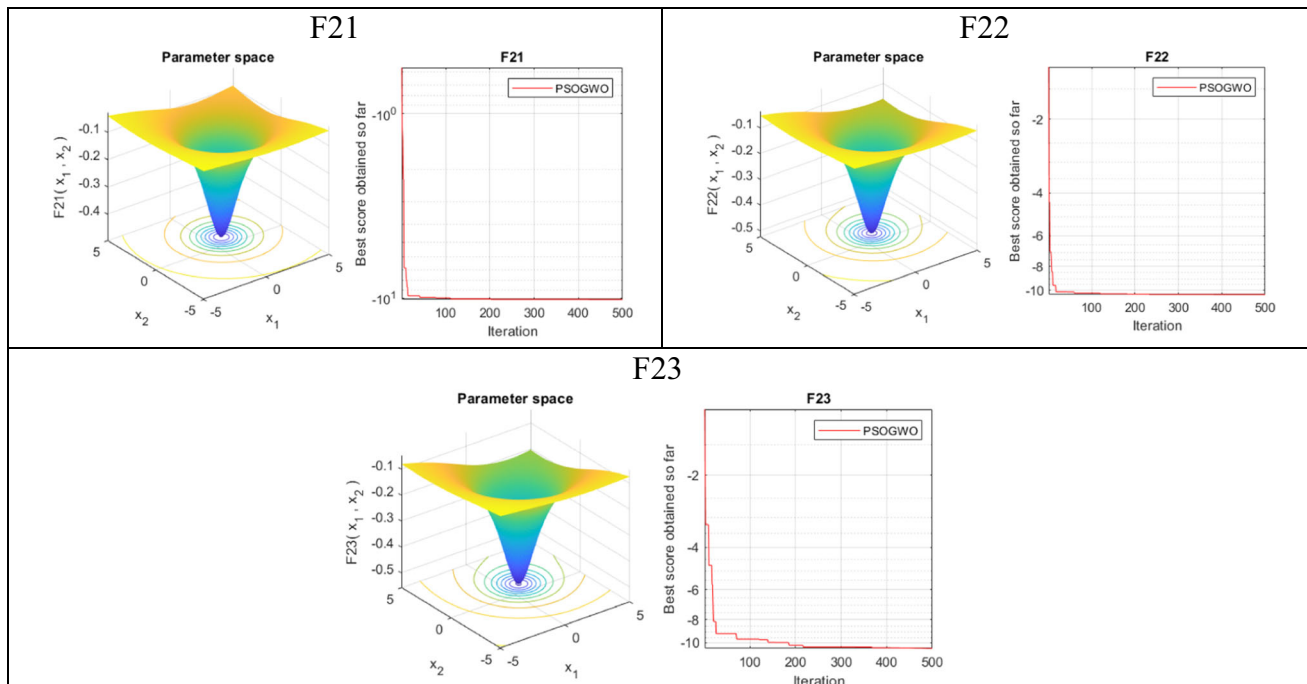 F21
Parameter space
F21( x₁ , x₂ )
-0.1
-0.2
-0.3
-0.4
5
0
-5
x₂
-5
0
5
x₁
F21
PSOGWO
Best score obtained so far
-10⁰
-10¹
100 200 300 400 500
Iteration
F22
Parameter space
F22( x₁ , x₂ )
-0.1
-0.2
-0.3
-0.4
-0.5
5
0
-5
x₂
-5
0
5
x₁
F22
PSOGWO
Best score obtained so far
-2
-4
-6
-8
-10
100 200 300 400 500
Iteration
F23
Parameter space
F23( x₁ , x₂ )
-0.1
-0.2
-0.3
-0.4
-0.5
5
0
-5
x₂
-5
0
5
x₁
F23
PSOGWO
Best score obtained so far
-2
-4
-6
-8
-10
100 200 300 400 500
Iteration